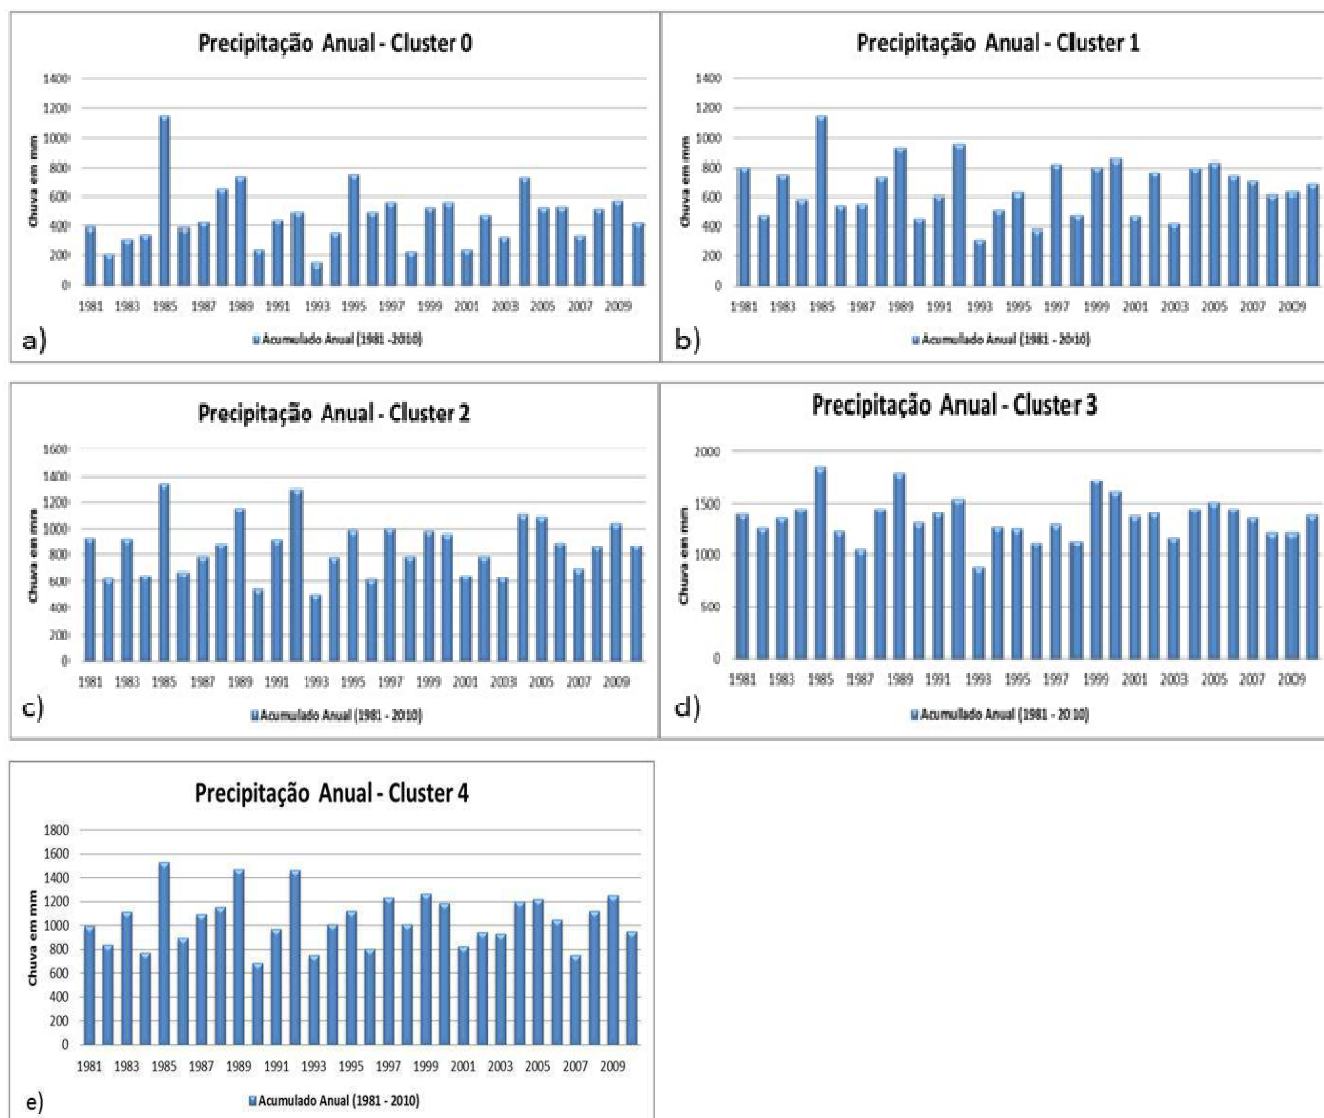 Precipitação Anual - Cluster 0
Chuva em mm
1400
1200
1000
800
600
400
200
0
1981 1983 1985 1987 1989 1991 1993 1995 1997 1999 2001 2003 2005 2007 2009
Acumulado Anual (1981 -2010)
a)
Precipitação Anual - Cluster 1
Chuva em mm
1400
1200
1000
800
600
400
200
0
1981 1983 1985 1987 1989 1991 1993 1995 1997 1999 2001 2003 2005 2007 2009
Acumulado Anual (1981 - 2010)
b)
Precipitação Anual - Cluster 2
Chuva em mm
1600
1400
1200
1000
800
600
400
200
0
1981 1983 1985 1987 1989 1991 1993 1995 1997 1999 2001 2003 2005 2007 2009
Acumulado Anual (1981 - 2010)
c)
Precipitação Anual - Cluster 3
Chuva em mm
2000
1500
1000
500
0
1981 1983 1985 1987 1989 1991 1993 1995 1997 1999 2001 2003 2005 2007 2009
Acumulado Anual (1981 - 2010)
d)
Precipitação Anual - Cluster 4
Chuva em mm
1800
1600
1400
1200
1000
800
600
400
200
0
1981 1983 1985 1987 1989 1991 1993 1995 1997 1999 2001 2003 2005 2007 2009
Acumulado Anual (1981 - 2010)
e)